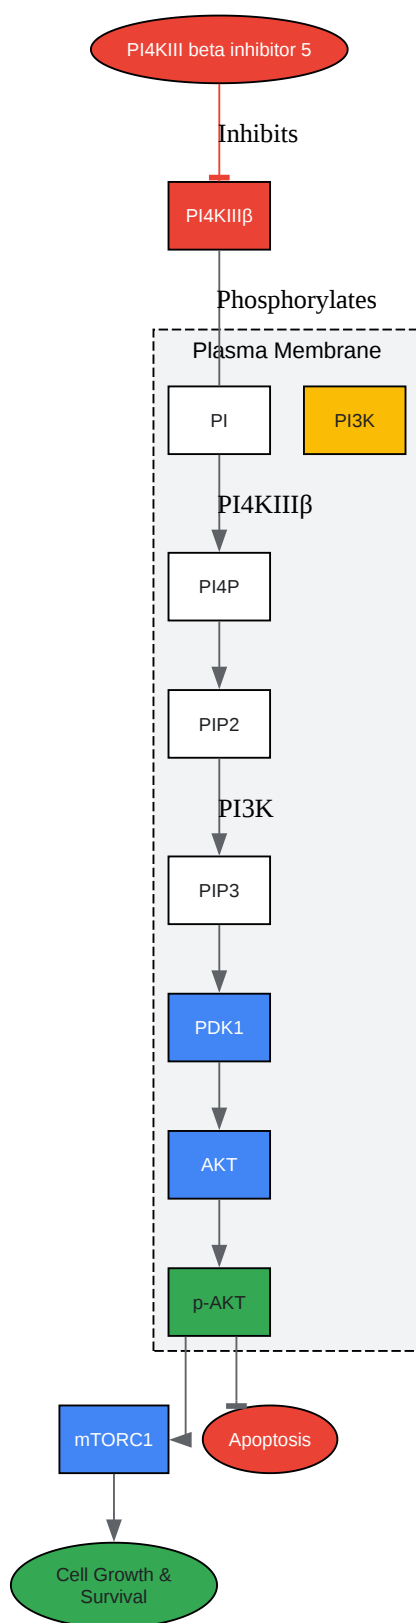 PI4KIII beta inhibitor 5
Inhibits
PI4KIIIβ
Phosphorylates
Plasma Membrane
PI
PI3K
PI4KIIIβ
PI4P
PIP2
PI3K
PIP3
PDK1
AKT
p-AKT
mTORC1
Apoptosis
Cell Growth &
Survival